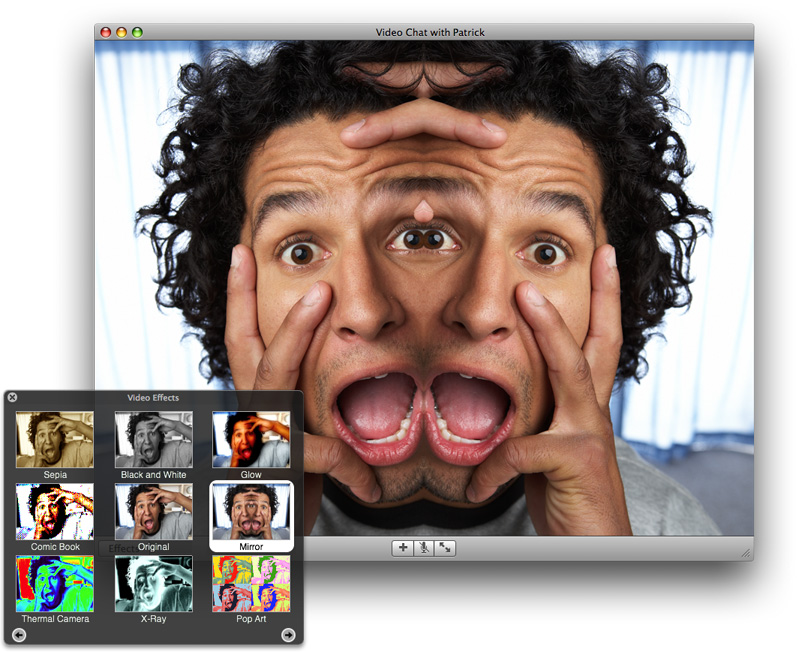 Video Chat with Patrick
Video Effects
Sepia
Black and White
Glow
Comic Book
Original
Mirror
Effects
Thermal Camera
X-Ray
Pop Art